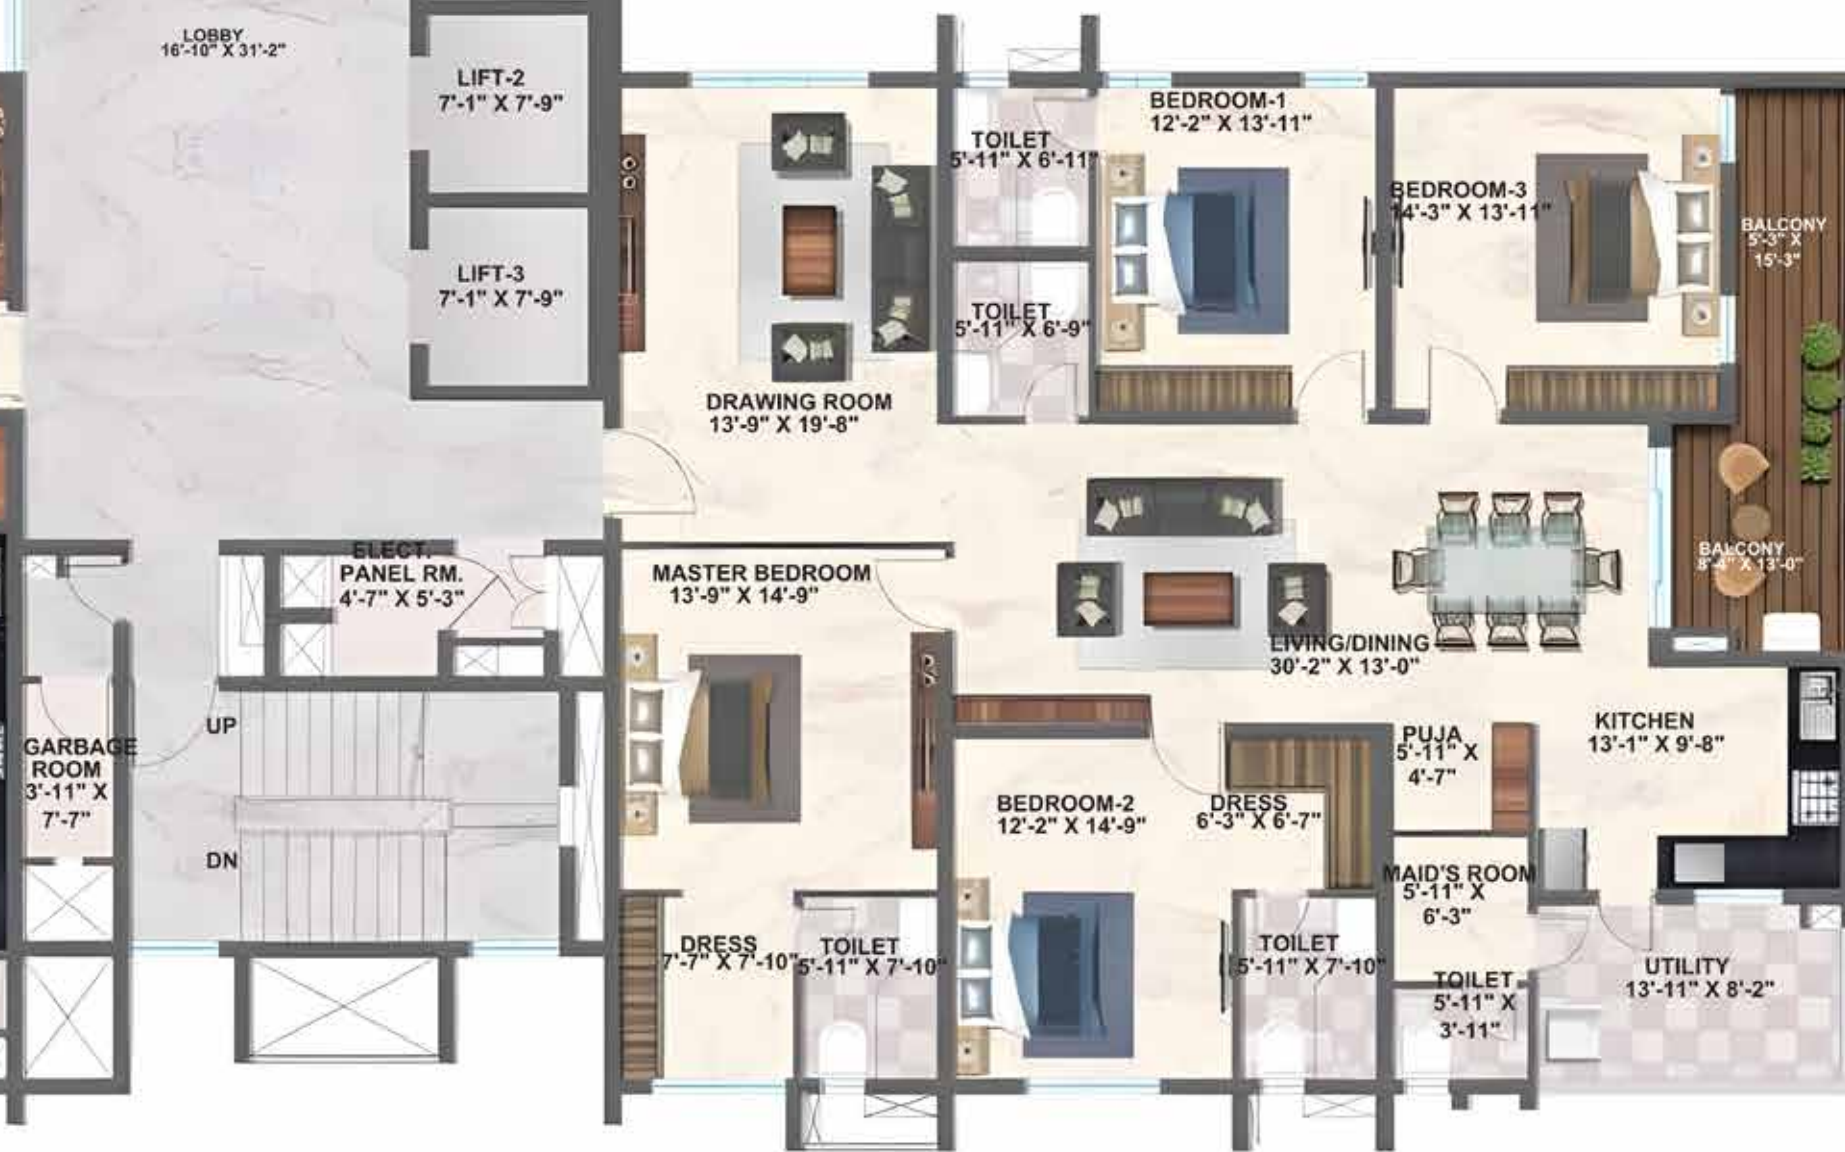 LOBBY
16'-10" X 31'-2"
LIFT-2
7'-1" X 7'-9"
LIFT-3
7'-1" X 7'-9"
DRAWING ROOM
13'-9" X 19'-8"
TOILET
5'-11" X 6'-11"
TOILET
5'-11" X 6'-9"
BEDROOM-1
12'-2" X 13'-11"
BEDROOM-3
14'-3" X 13'-11"
BALCONY
5'-3" X
15'-3"
BALCONY
8'-4" X 13'-0"
ELECT.
PANEL RM.
4'-7" X 5'-3"
MASTER BEDROOM
13'-9" X 14'-9"
LIVING/DINING
30'-2" X 13'-0"
UP
DN
GARBAGE
ROOM
3'-11" X
7'-7"
BEDROOM-2
12'-2" X 14'-9"
DRESS
6'-3" X 6'-7"
PUJA
5'-11" X
4'-7"
KITCHEN
13'-1" X 9'-8"
MAID'S ROOM
5'-11" X
6'-3"
DRESS
7'-7" X 7'-10"
TOILET
5'-11" X 7'-10"
TOILET
5'-11" X 7'-10"
TOILET
5'-11" X
3'-11"
UTILITY
13'-11" X 8'-2"